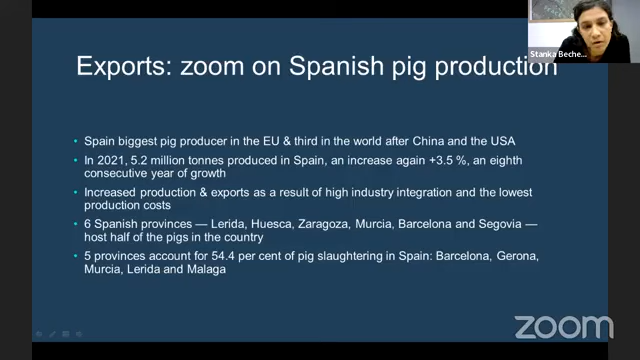 Stanka Beche...
Exports: zoom on Spanish pig production
• Spain biggest pig producer in the EU & third in the world after China and the USA
• In 2021, 5.2 million tonnes produced in Spain, an increase again +3.5 %, an eighth
consecutive year of growth
• Increased production & exports as a result of high industry integration and the lowest
production costs
• 6 Spanish provinces — Lerida, Huesca, Zaragoza, Murcia, Barcelona and Segovia —
host half of the pigs in the country
• 5 provinces account for 54.4 per cent of pig slaughtering in Spain: Barcelona, Gerona,
Murcia, Lerida and Malaga
zoom